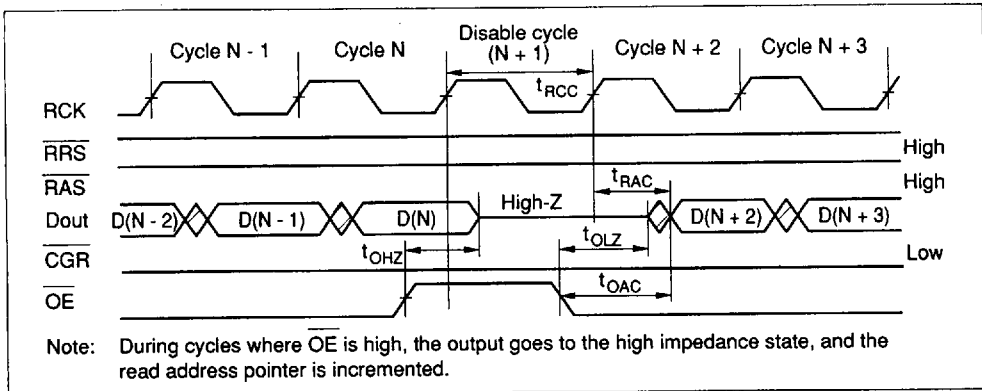 Cycle N - 1 Cycle N Disable cycle (N + 1) Cycle N + 2 Cycle N + 3
tRCC
RCK
RRS High
RAS High
tRAC
Dout D(N - 2) D(N - 1) D(N) High-Z D(N + 2) D(N + 3)
tOHZ tOLZ
CGR Low
tOAC
OE
Note: During cycles where OE is high, the output goes to the high impedance state, and the
read address pointer is incremented.